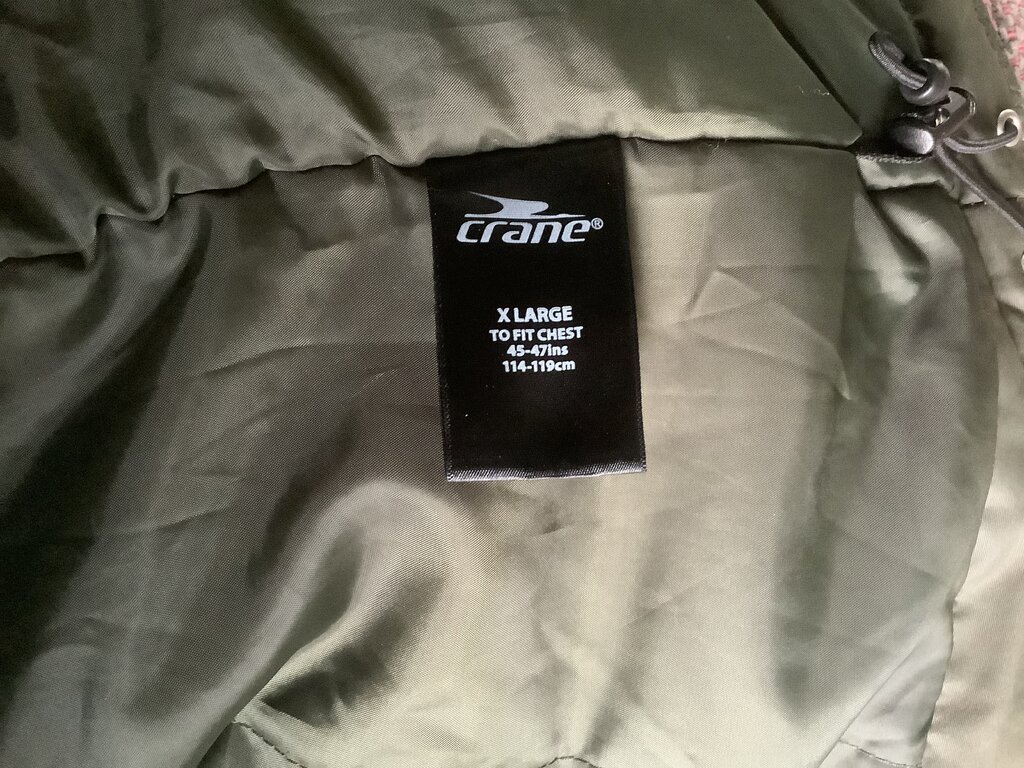 crane®
X LARGE
TO FIT CHEST
45-47ins
114-119cm